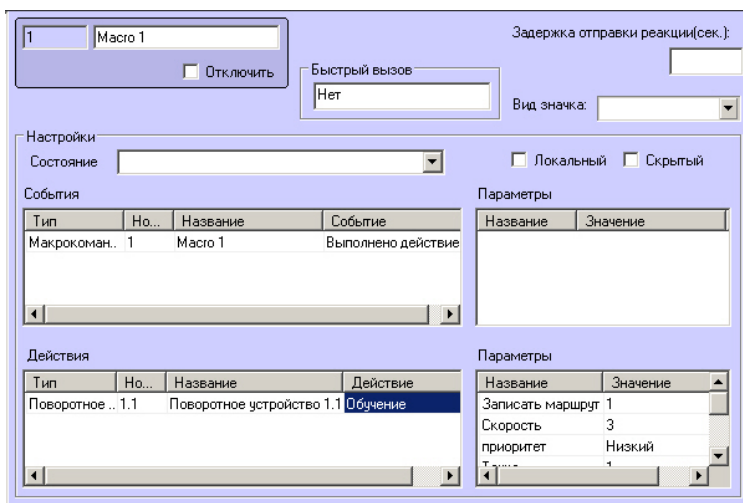 1 Macro 1
Задержка отправки реакции(сек.):
Отключить
Быстрый вызов
Нет
Вид значка:
Настройки
Состояние
Локальный Скрытый
События
Параметры
Тип Но... Название Событие
Название Значение
Макрокоман.. 1 Macro 1 Выполнено действие
Действия
Параметры
Тип Но... Название Действие
Название Значение
Поворотное .. 1.1 Поворотное устройство 1.1 Обучение
Записать маршрут 1
Скорость 3
приоритет Низкий